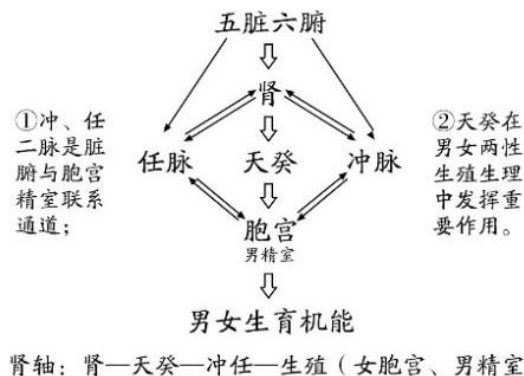 五脏六腑
肾
①冲、任
二脉是脏
腑与胞宫
精室联系
通道；
任脉
天癸
冲脉
②天癸在
男女两性
生殖生理
中发挥重
要作用。
胞宫
男精室
男女生育机能
肾轴：肾—天癸—冲任—生殖（女胞宫、男精室